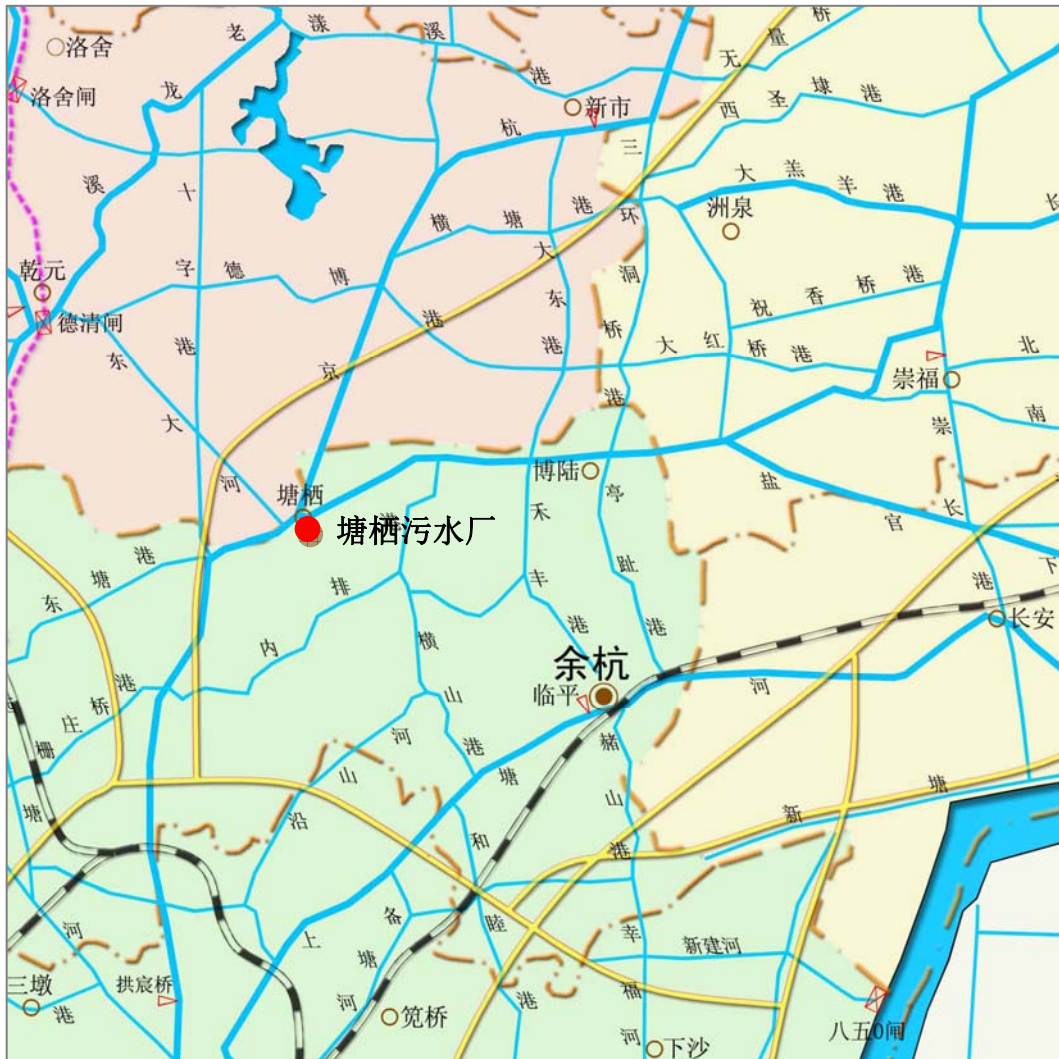 洛舍
洛舍闸
老龙溪
漾溪港
新市
杭
无量桥
西圣埭港
三环洞桥港
大羔羊港
洲泉
长
十字港
横塘港
大东港
德博港
乾元
德清闸
东大港
京
河
祝香桥港
大红桥港
崇福
北
南
崇长港
塘栖
塘栖污水厂
博陆
亭趾港
禾丰港
盐官
下
河
长安
东塘港
内排港
横山港
余杭
临平
庄桥港
栅塘
河
沿山河
上塘河
赭山港
新塘
和睦港
备塘河
幸福河
新建河
拱宸桥
三墩
港
笕桥
下沙
八五0闸